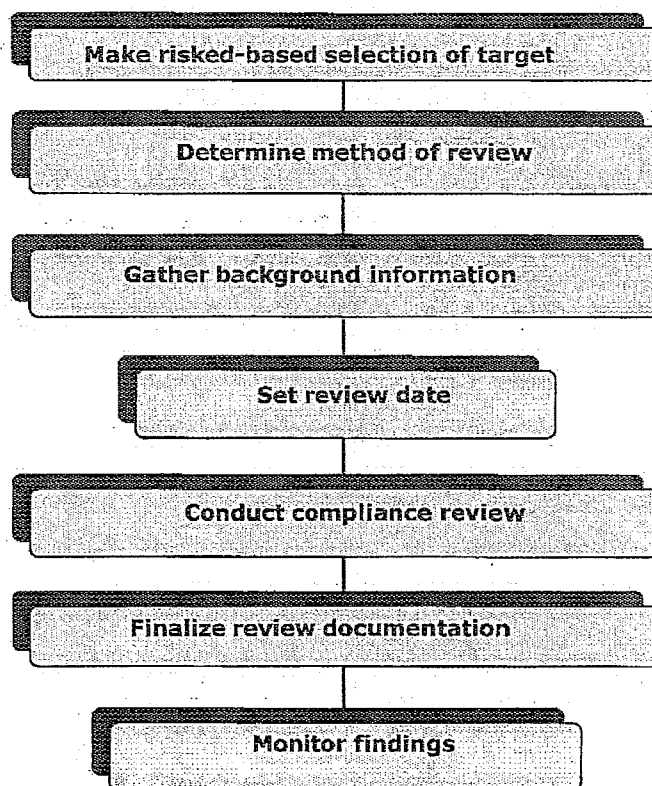 Make risked-based selection of target
Determine method of review
Gather background information
Set review date
Conduct compliance review
Finalize review documentation
Monitor findings